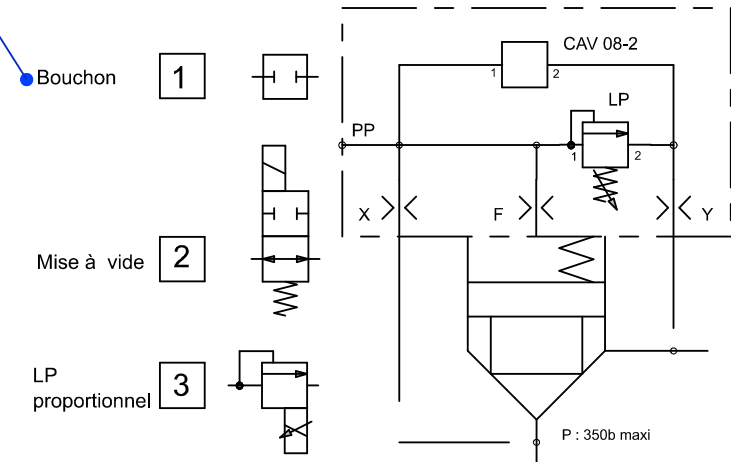 Bouchon
1
Mise à vide
2
LP
proportionnel
3
CAV 08-2
1
2
LP
PP
1
2
X
F
Y
P : 350b maxi